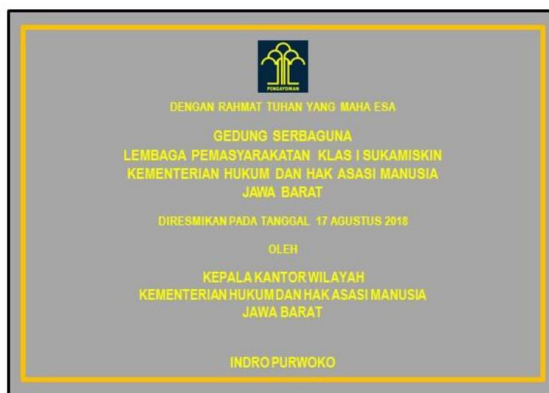 PENGAYOMAN
DENGAN RAHMAT TUHAN YANG MAHA ESA
GEDUNG SERBAGUNA
LEMBAGA PEMASYARAKATAN KLAS I SUKAMISKIN
KEMENTERIAN HUKUM DAN HAK ASASI MANUSIA
JAWA BARAT
DIRESMIKAN PADA TANGGAL 17 AGUSTUS 2018
OLEH
KEPALA KANTOR WILAYAH
KEMENTERIAN HUKUM DAN HAK ASASI MANUSIA
JAWA BARAT
INDRO PURWOKO